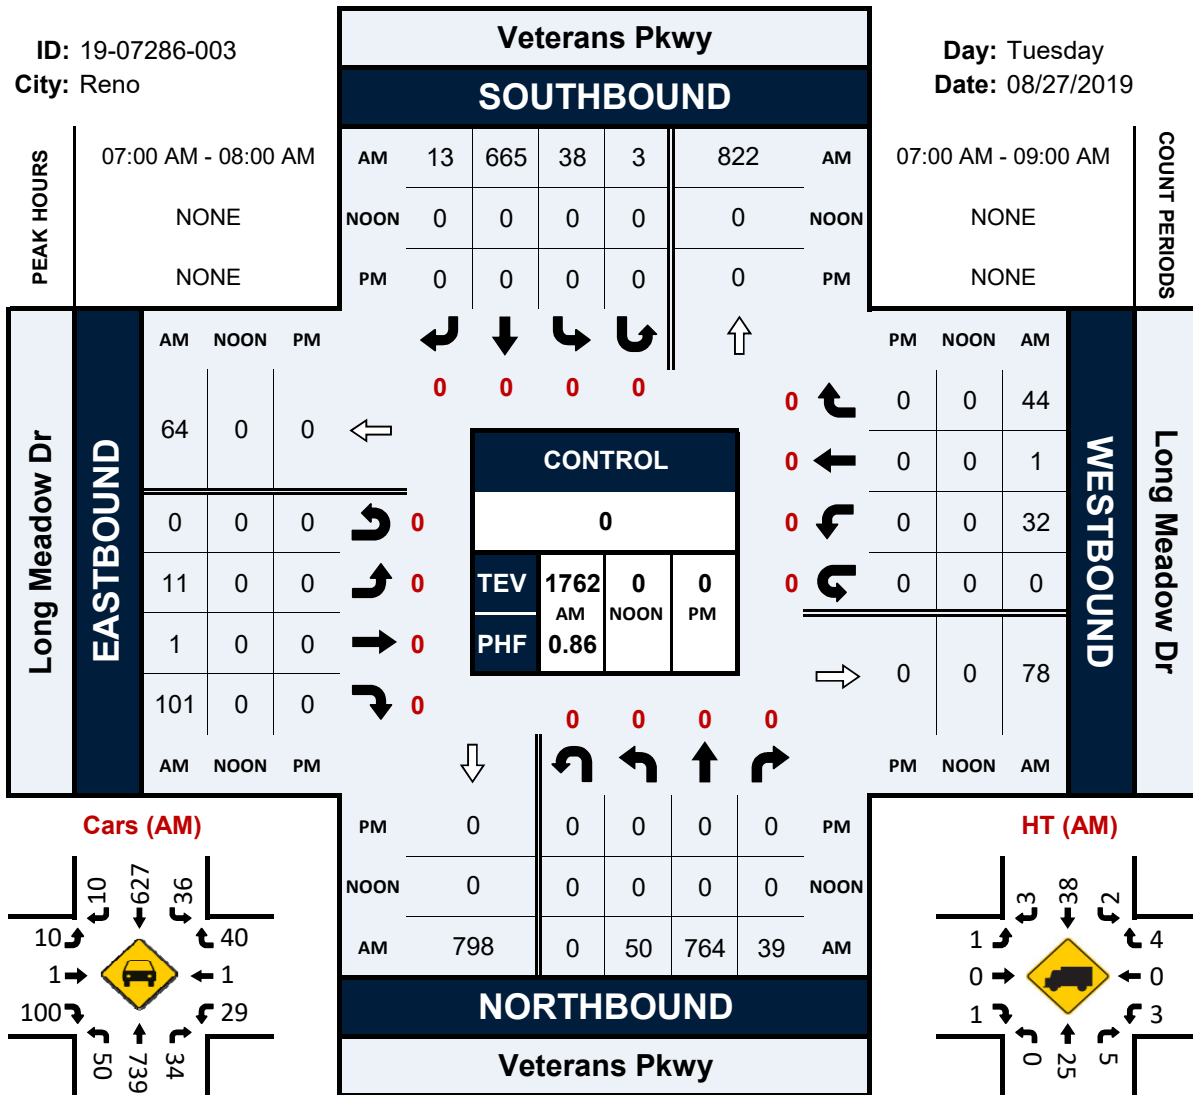 ID: 19-07286-003
City: Reno
Veterans Pkwy
SOUTHBOUND
Day: Tuesday
Date: 08/27/2019
PEAK HOURS
07:00 AM - 08:00 AM
NONE
NONE
AM 13 665 38 3 822 AM
NOON 0 0 0 0 0 NOON
PM 0 0 0 0 0 PM
07:00 AM - 09:00 AM
NONE
NONE
COUNT PERIODS
0 0 0 0
Long Meadow Dr
EASTBOUND
AM NOON PM
64 0 0
0 0 0 0
11 0 0 0
1 0 0 0
101 0 0 0
AM NOON PM
CONTROL
0
TEV 1762 0 0
AM NOON PM
PHF 0.86
PM NOON AM
0 0 0 44
0 0 0 1
0 0 0 32
0 0 0 0
0 0 78
PM NOON AM
WESTBOUND
Long Meadow Dr
0 0 0 0
PM 0 0 0 0 0 PM
NOON 0 0 0 0 0 NOON
AM 798 0 50 764 39 AM
NORTHBOUND
Veterans Pkwy
Cars (AM)
10 627 36
10 40
1 1
100 29
50 739 34
HT (AM)
3 38 2
1 4
0 0
1 3
0 25 5